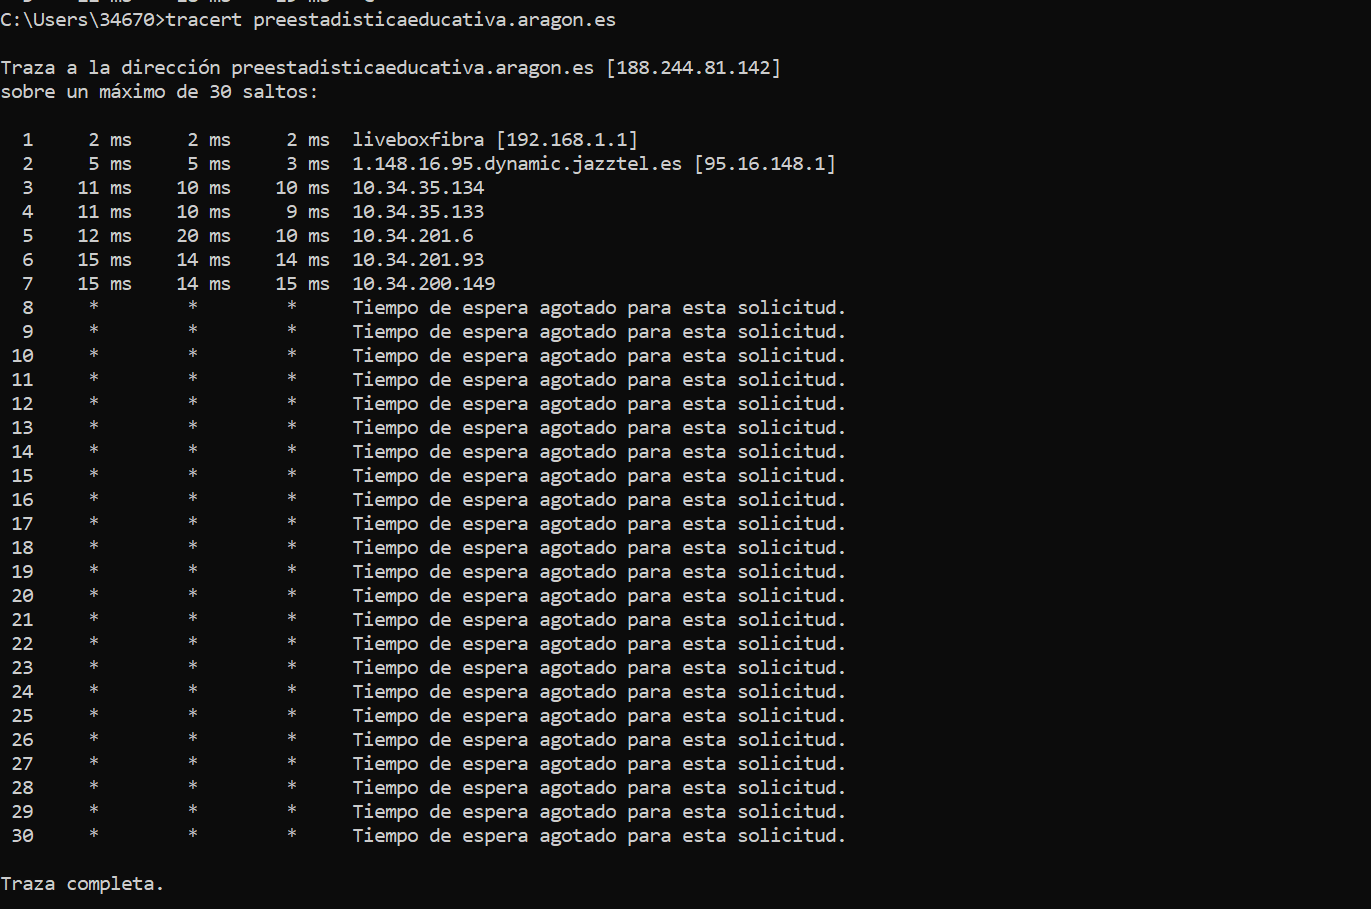 C:\Users\34670>tracert preestadisticaeducativa.aragon.es
Traza a la dirección preestadisticaeducativa.aragon.es [188.244.81.142]
sobre un máximo de 30 saltos:
1 2 ms 2 ms 2 ms liveboxfibra [192.168.1.1]
2 5 ms 5 ms 3 ms 1.148.16.95.dynamic.jazztel.es [95.16.148.1]
3 11 ms 10 ms 10 ms 10.34.35.134
4 11 ms 10 ms 9 ms 10.34.35.133
5 12 ms 20 ms 10 ms 10.34.201.6
6 15 ms 14 ms 14 ms 10.34.201.93
7 15 ms 14 ms 15 ms 10.34.200.149
8 * * * Tiempo de espera agotado para esta solicitud.
9 * * * Tiempo de espera agotado para esta solicitud.
10 * * * Tiempo de espera agotado para esta solicitud.
11 * * * Tiempo de espera agotado para esta solicitud.
12 * * * Tiempo de espera agotado para esta solicitud.
13 * * * Tiempo de espera agotado para esta solicitud.
14 * * * Tiempo de espera agotado para esta solicitud.
15 * * * Tiempo de espera agotado para esta solicitud.
16 * * * Tiempo de espera agotado para esta solicitud.
17 * * * Tiempo de espera agotado para esta solicitud.
18 * * * Tiempo de espera agotado para esta solicitud.
19 * * * Tiempo de espera agotado para esta solicitud.
20 * * * Tiempo de espera agotado para esta solicitud.
21 * * * Tiempo de espera agotado para esta solicitud.
22 * * * Tiempo de espera agotado para esta solicitud.
23 * * * Tiempo de espera agotado para esta solicitud.
24 * * * Tiempo de espera agotado para esta solicitud.
25 * * * Tiempo de espera agotado para esta solicitud.
26 * * * Tiempo de espera agotado para esta solicitud.
27 * * * Tiempo de espera agotado para esta solicitud.
28 * * * Tiempo de espera agotado para esta solicitud.
29 * * * Tiempo de espera agotado para esta solicitud.
30 * * * Tiempo de espera agotado para esta solicitud.
Traza completa.